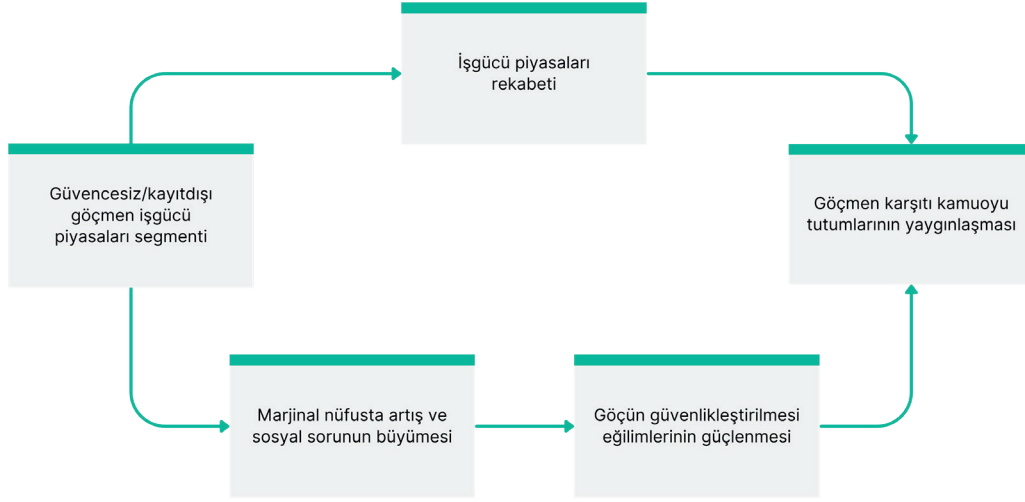 İşgücü piyasaları
rekabeti
Güvencesiz/kayıtdışı
göçmen işgücü
piyasaları segmenti
Göçmen karşıtı kamuoyu
tutumlarının yaygınlaşması
Marjinal nüfusta artış ve
sosyal sorunun büyümesi
Göçün güvenlikleştirilmesi
eğilimlerinin güçlenmesi